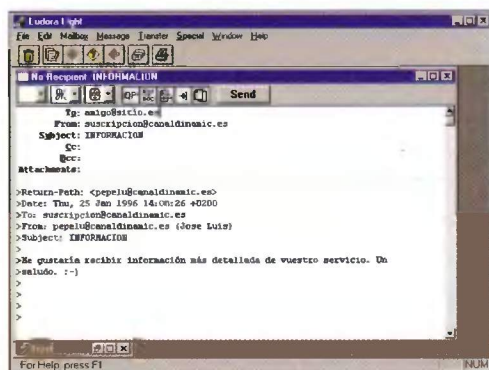 Eudora Light
File Edit Mailbox Message Transfer Special Window Help
No Recipient, INFORMACION
QP Send
To: amigo@sitio.es
From: suscripcion@canaldinamic.es
Subject: INFORMACION
Cc:
Bcc:
Attachments:
>Return-Path: <pepelu@canaldinamic.es>
>Date: Thu, 25 Jan 1996 14:08:26 +0200
>To: suscripcion@canaldinamic.es
>From: pepelu@canaldinamic.es (Jose Luis)
>Subject: INFORMACION
>
>Me gustaría recibir información más detallada de vuestro servicio. Un
>saludo. :-)
>
>
>
>
For Help, press F1 NUM